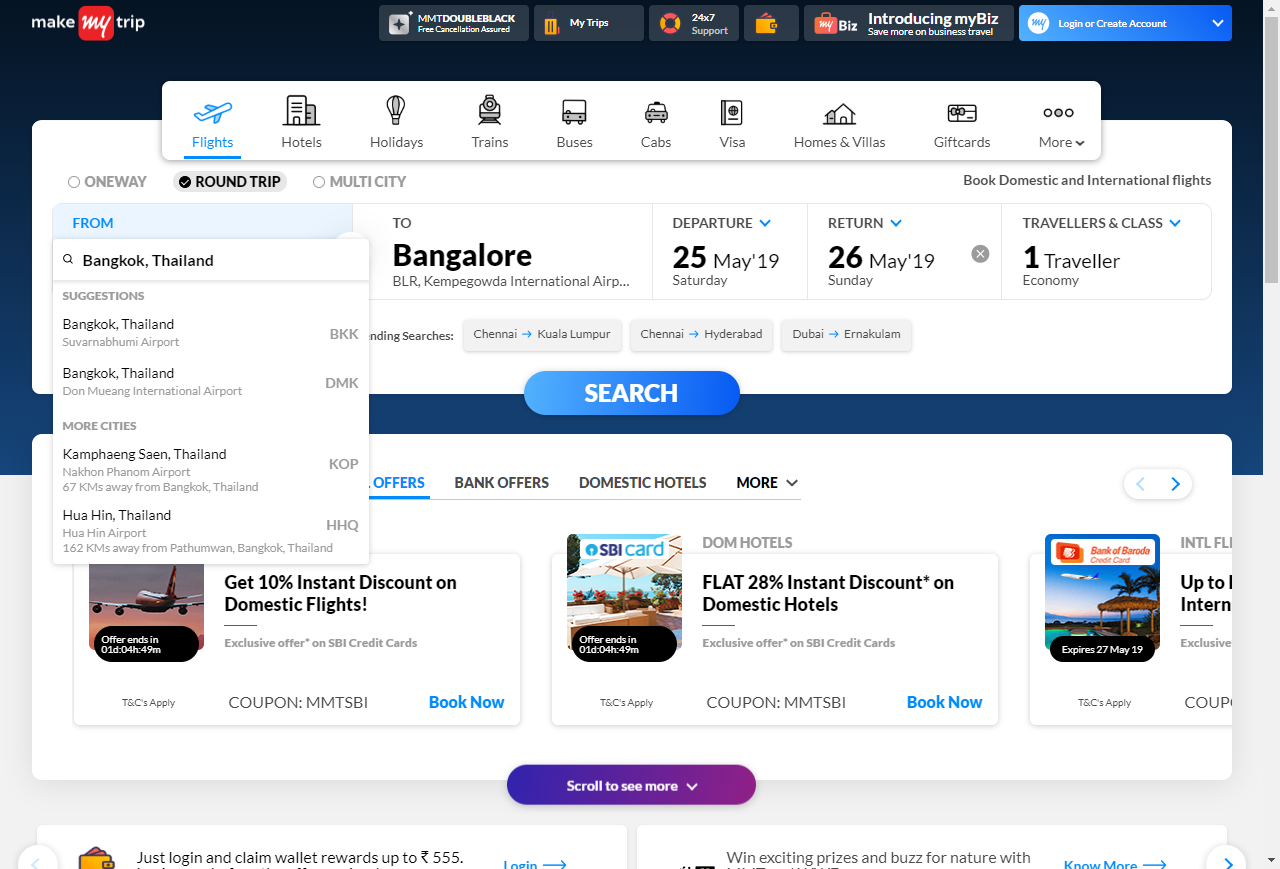 make my trip
MMTDOUBLEBLACK
Free Cancellation Assured
My Trips
24x7
Support
my Biz
Introducing myBiz
Save more on business travel
my
Login or Create Account
Flights
Hotels
Holidays
Trains
Buses
Cabs
Visa
Homes & Villas
Giftcards
More
ONEWAY
ROUND TRIP
MULTI CITY
Book Domestic and International flights
FROM
Bangkok, Thailand
SUGGESTIONS
Bangkok, Thailand
Suvarnabhumi Airport
BKK
Bangkok, Thailand
Don Mueang International Airport
DMK
MORE CITIES
Kamphaeng Saen, Thailand
Nakhon Phanom Airport
67 KMs away from Bangkok, Thailand
KOP
Hua Hin, Thailand
Hua Hin Airport
162 KMs away from Pathumwan, Bangkok, Thailand
HHQ
TO
Bangalore
BLR, Kempegowda International Airp...
DEPARTURE
25 May'19
Saturday
RETURN
26 May'19
Sunday
TRAVELLERS & CLASS
1 Traveller
Economy
nding Searches:
Chennai → Kuala Lumpur
Chennai → Hyderabad
Dubai → Ernakulam
SEARCH
OFFERS
BANK OFFERS
DOMESTIC HOTELS
MORE
Get 10% Instant Discount on
Domestic Flights!
Exclusive offer* on SBI Credit Cards
Offer ends in
01d:04h:49m
T&C's Apply
COUPON: MMTSBI
Book Now
SBI card
DOM HOTELS
FLAT 28% Instant Discount* on
Domestic Hotels
Exclusive offer* on SBI Credit Cards
Offer ends in
01d:04h:49m
T&C's Apply
COUPON: MMTSBI
Book Now
Bank of Baroda
Credit Card
INTL FLI
Up to
Intern
Exclusive
Expires 27 May 19
T&C's Apply
COUPO
Scroll to see more
Just login and claim wallet rewards up to ₹ 555.
Login
Win exciting prizes and buzz for nature with
Know More